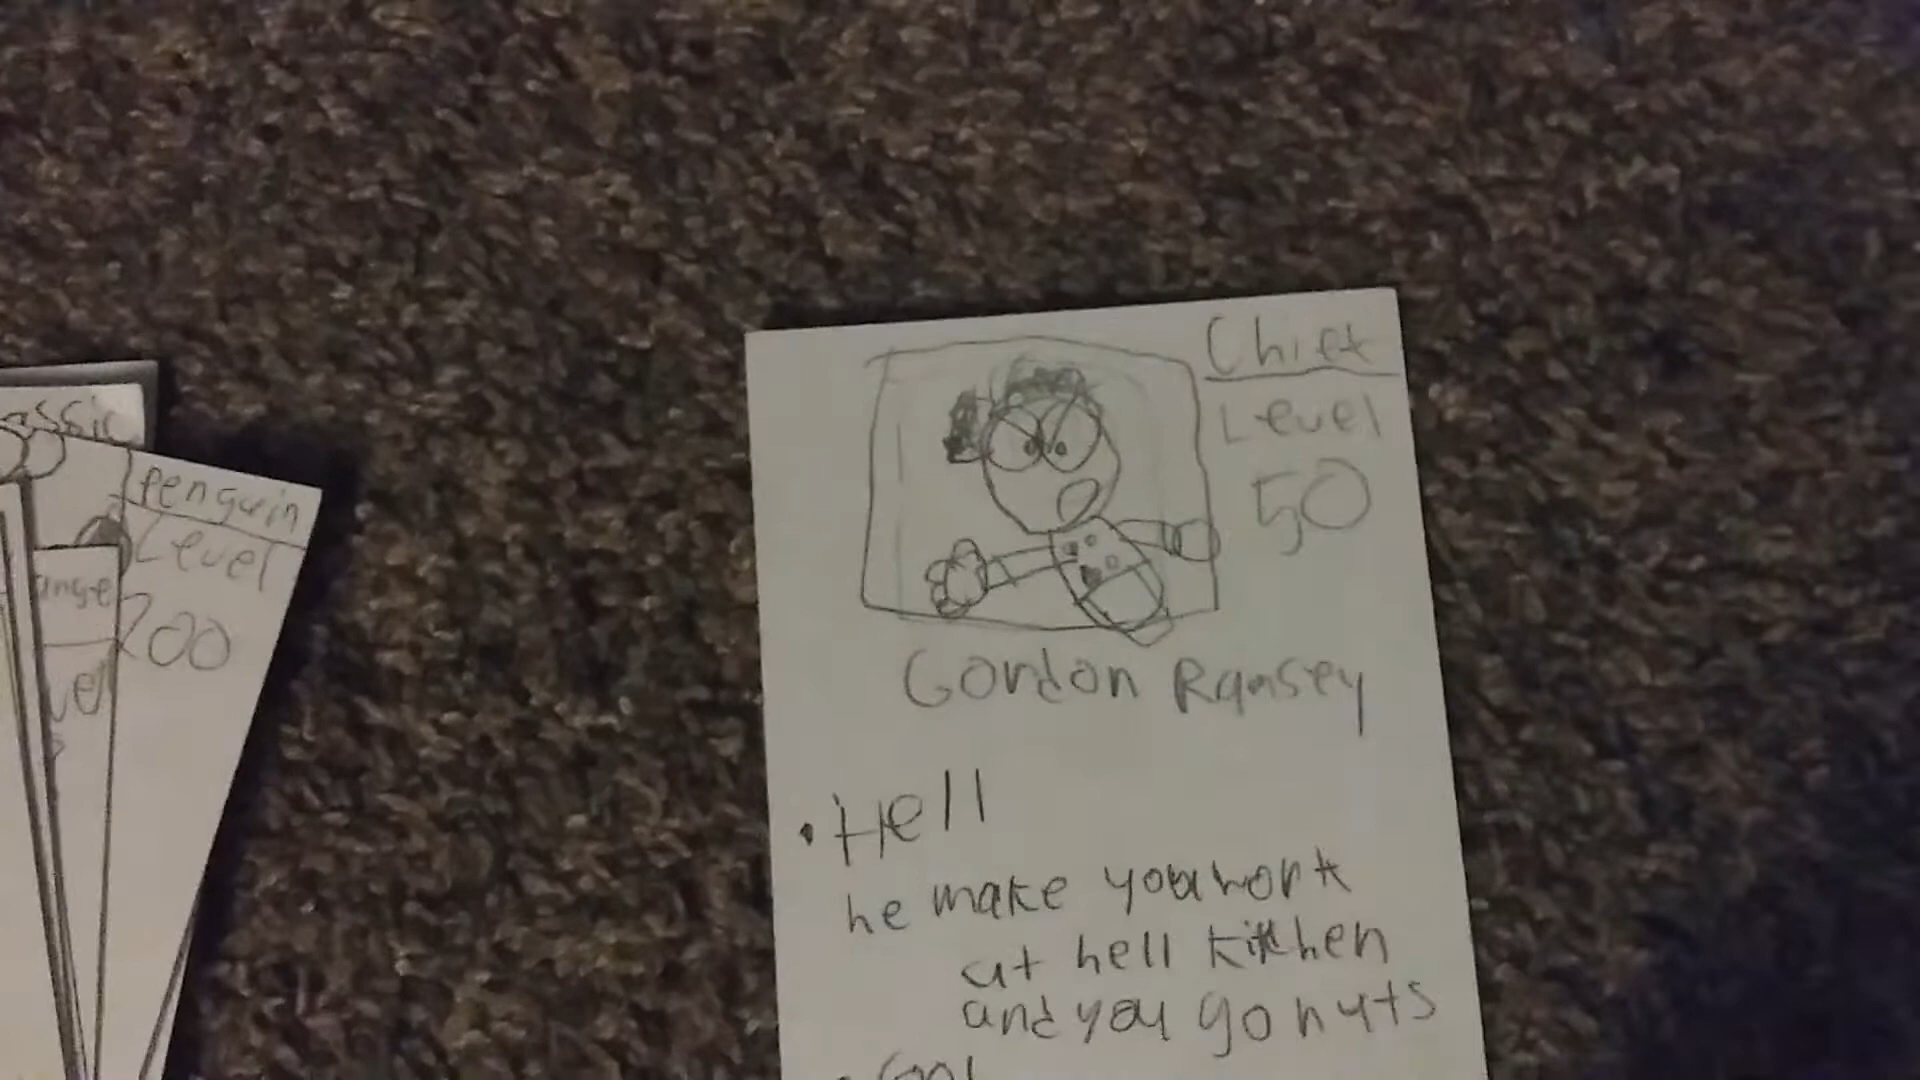 Chief
Level
50
Gordon Ramsey
• Hell
he make you work
at hell kitchen
and you go nuts
penguin
Level
200